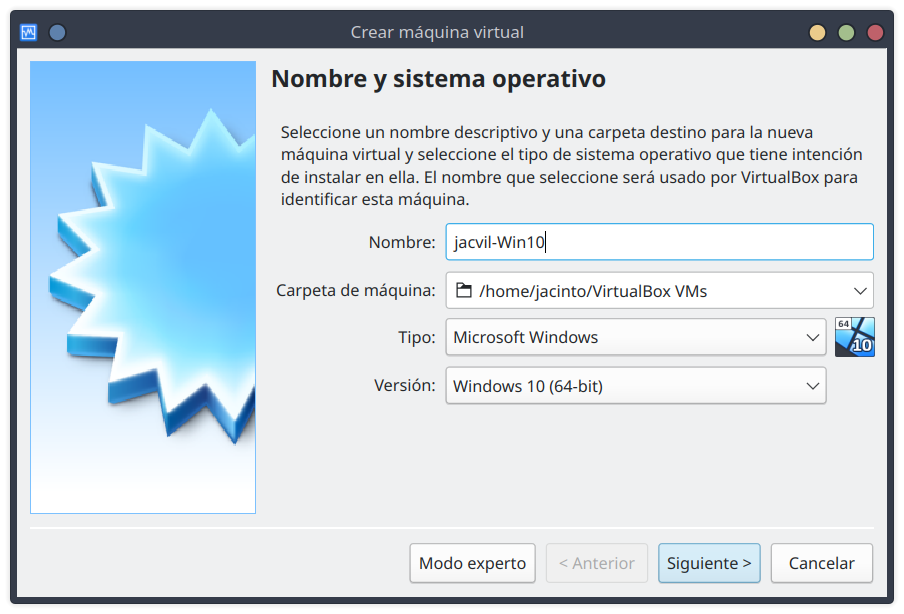 Crear máquina virtual
Nombre y sistema operativo
Seleccione un nombre descriptivo y una carpeta destino para la nueva
máquina virtual y seleccione el tipo de sistema operativo que tiene intención
de instalar en ella. El nombre que seleccione será usado por VirtualBox para
identificar esta máquina.
Nombre: jacvil-Win10
Carpeta de máquina: /home/jacinto/VirtualBox VMs
Tipo: Microsoft Windows
64
10
Versión: Windows 10 (64-bit)
Modo experto < Anterior Siguiente > Cancelar